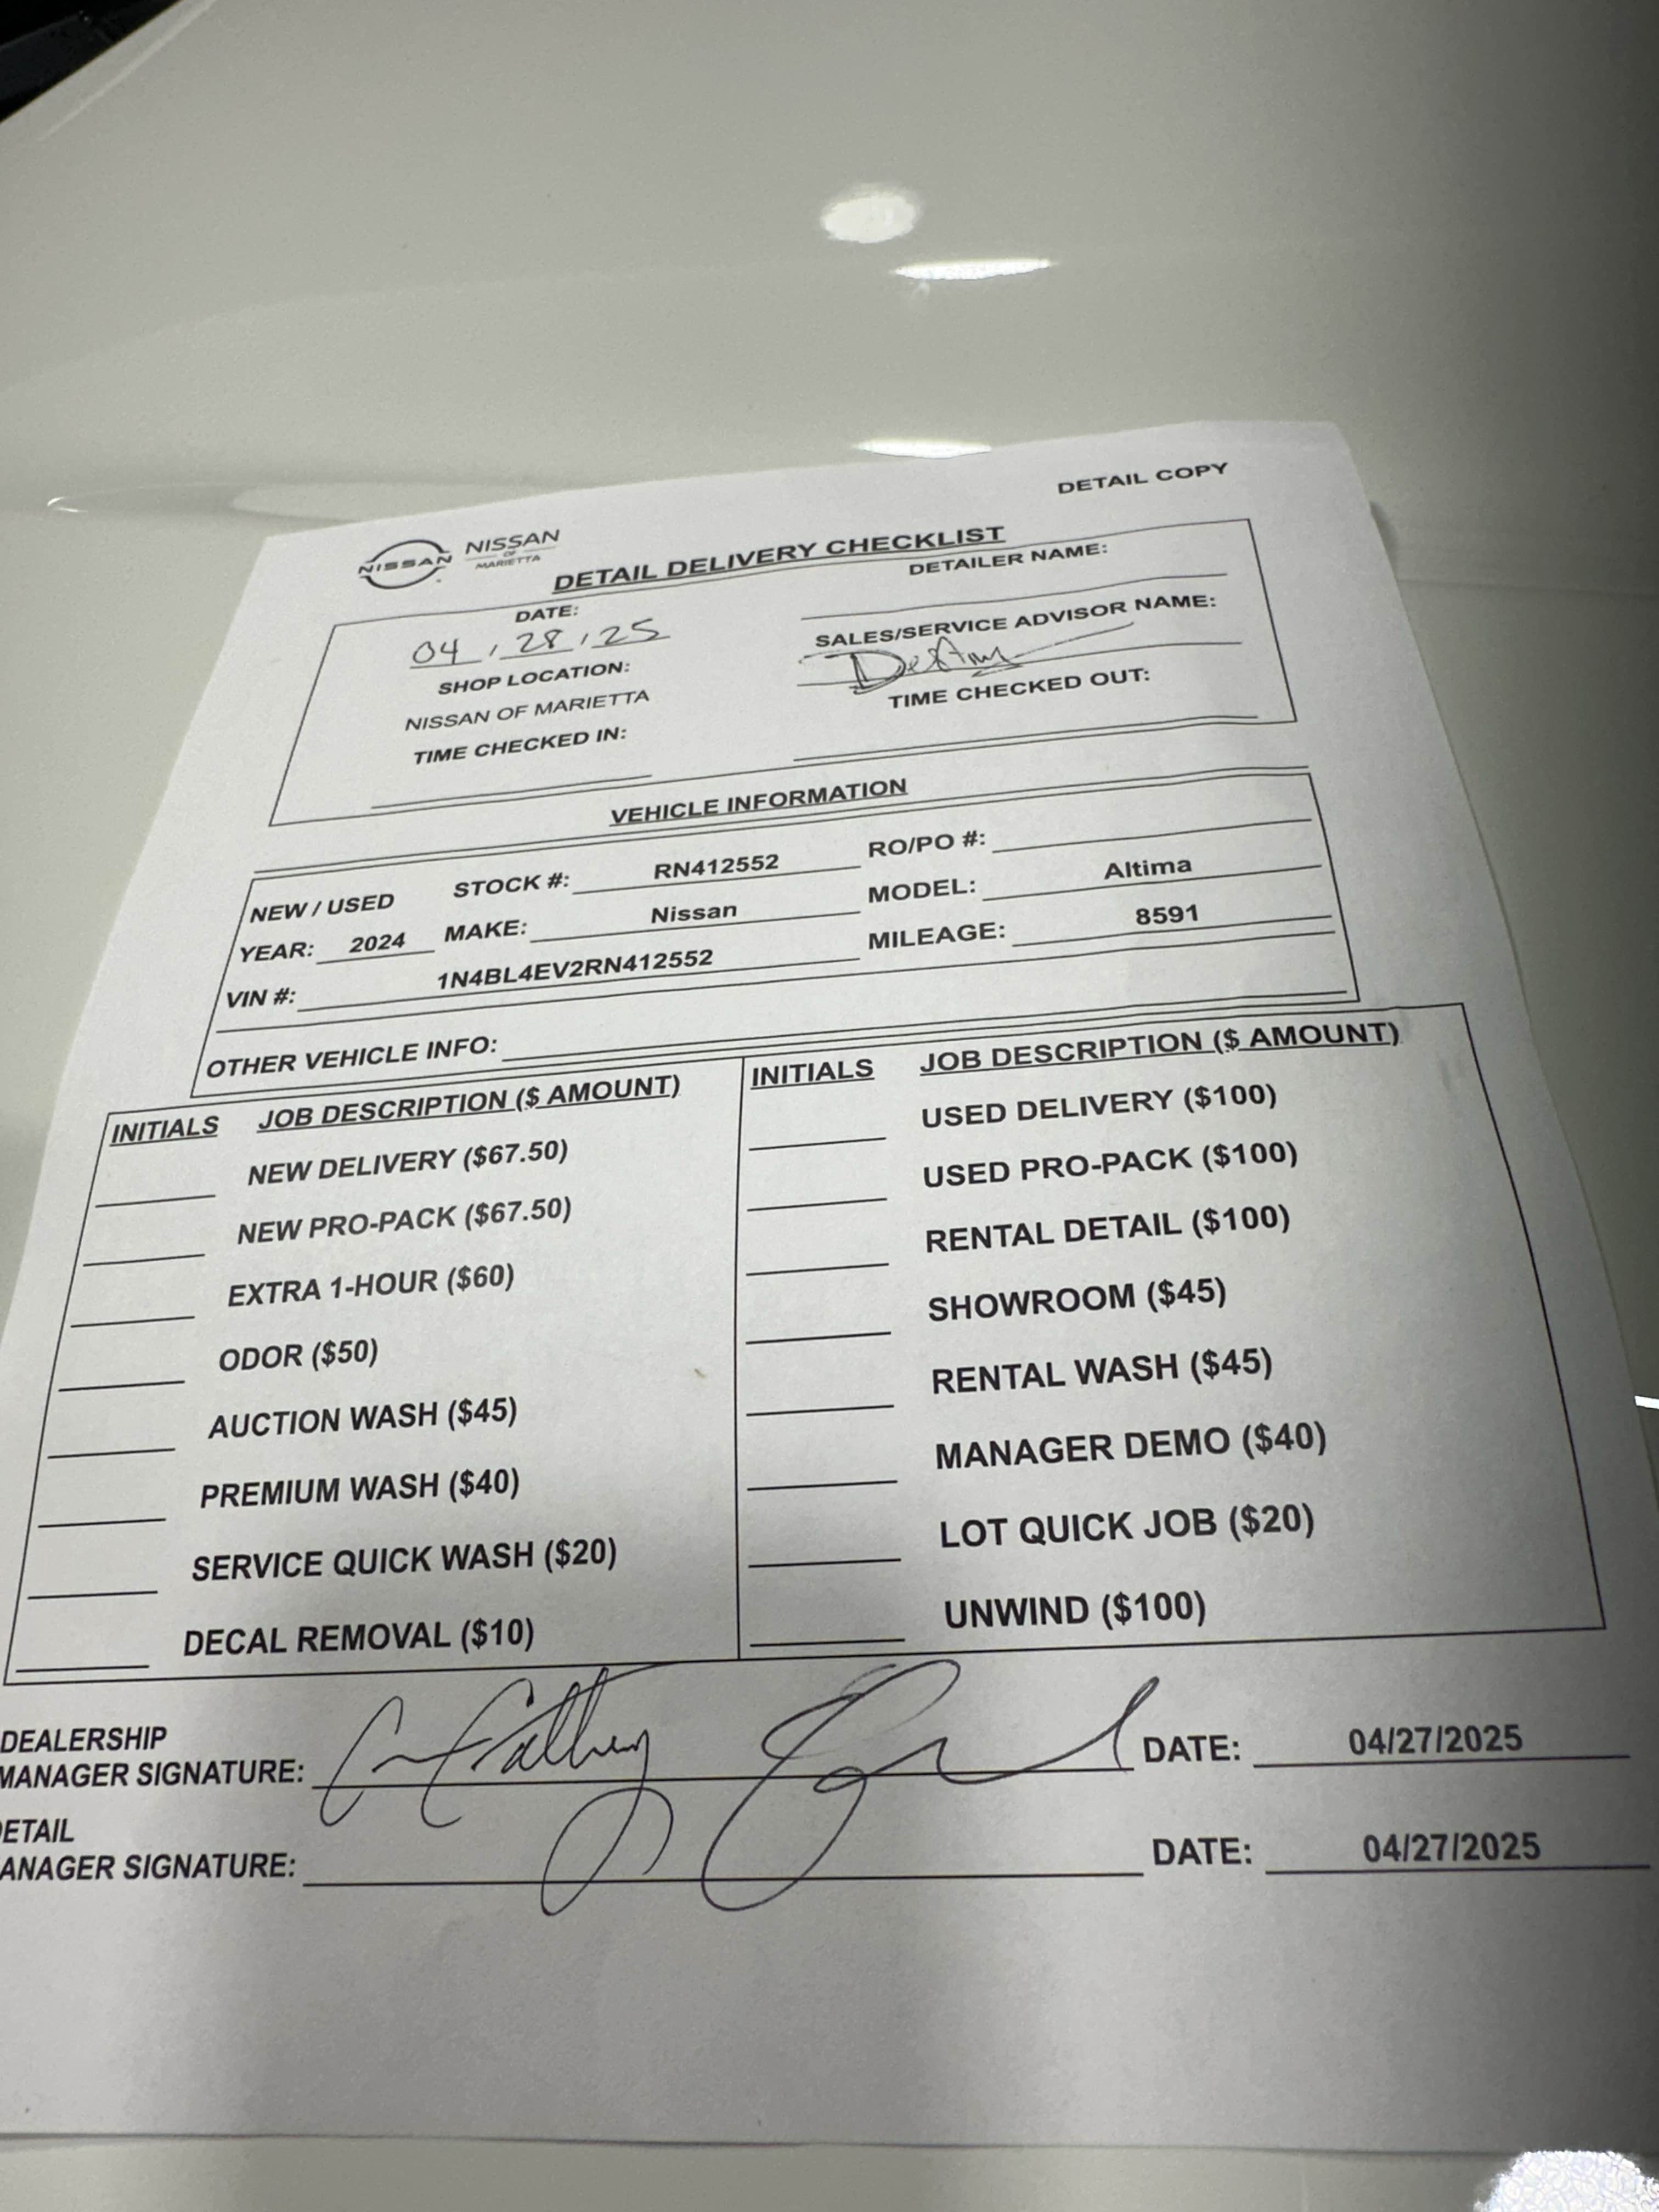 DETAIL COPY
NISSAN
NISSAN
OF
MARIETTA
DETAIL DELIVERY CHECKLIST
DATE:
04 , 28 , 25
SHOP LOCATION:
NISSAN OF MARIETTA
TIME CHECKED IN:
DETAILER NAME:
SALES/SERVICE ADVISOR NAME:
TIME CHECKED OUT:
VEHICLE INFORMATION
NEW / USED STOCK #: RN412552 RO/PO #:
YEAR: 2024 MAKE: Nissan MODEL: Altima
VIN #: 1N4BL4EV2RN412552 MILEAGE: 8591
OTHER VEHICLE INFO:
INITIALS JOB DESCRIPTION ($ AMOUNT)
NEW DELIVERY ($67.50)
NEW PRO-PACK ($67.50)
EXTRA 1-HOUR ($60)
ODOR ($50)
AUCTION WASH ($45)
PREMIUM WASH ($40)
SERVICE QUICK WASH ($20)
DECAL REMOVAL ($10)
INITIALS JOB DESCRIPTION ($ AMOUNT)
USED DELIVERY ($100)
USED PRO-PACK ($100)
RENTAL DETAIL ($100)
SHOWROOM ($45)
RENTAL WASH ($45)
MANAGER DEMO ($40)
LOT QUICK JOB ($20)
UNWIND ($100)
DEALERSHIP
MANAGER SIGNATURE: DATE: 04/27/2025
ETAIL
ANAGER SIGNATURE: DATE: 04/27/2025